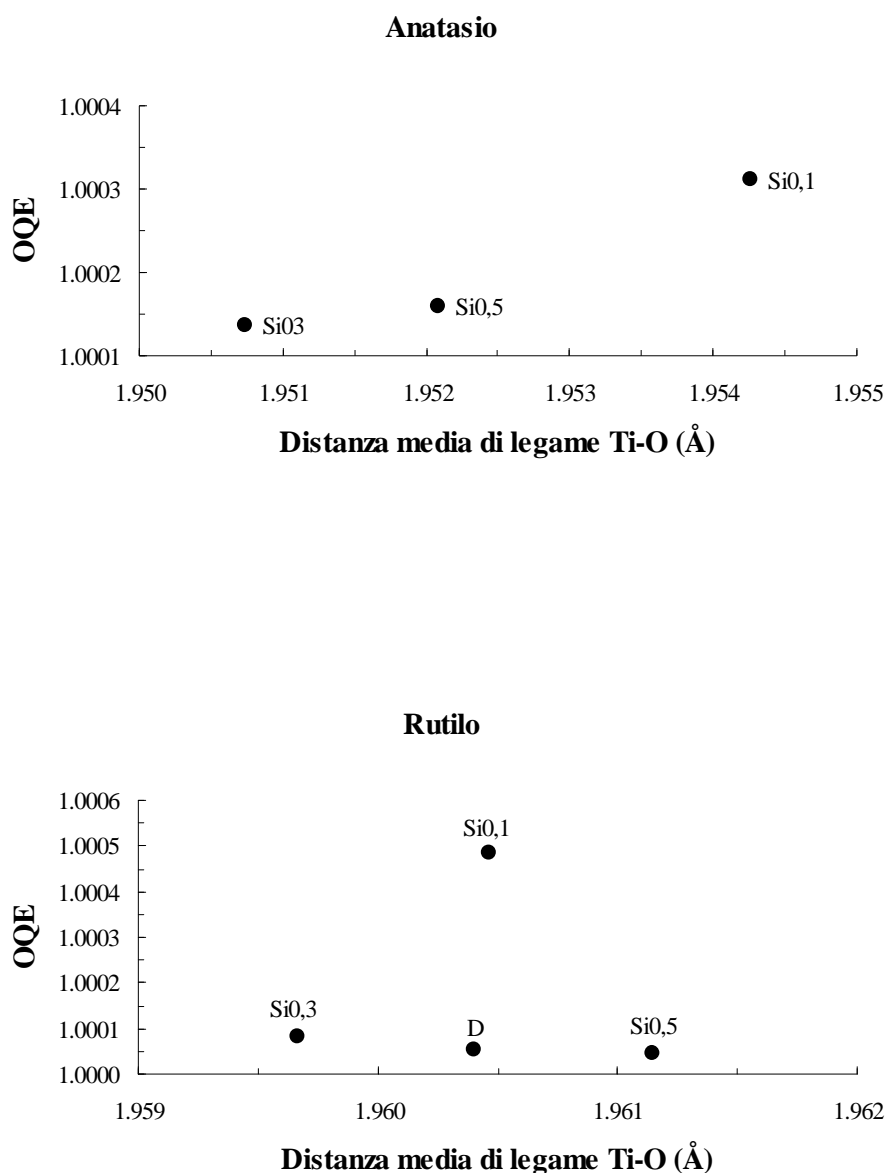 Anatasio
1.0004
1.0003
1.0002
1.0001
OQE
Si0,1
Si0,5
Si03
1.950 1.951 1.952 1.953 1.954 1.955
Distanza media di legame Ti-O (Å)
Rutilo
1.0006
1.0005
1.0004
1.0003
1.0002
1.0001
1.0000
OQE
Si0,1
Si0,3
D
Si0,5
1.959 1.960 1.961 1.962
Distanza media di legame Ti-O (Å)